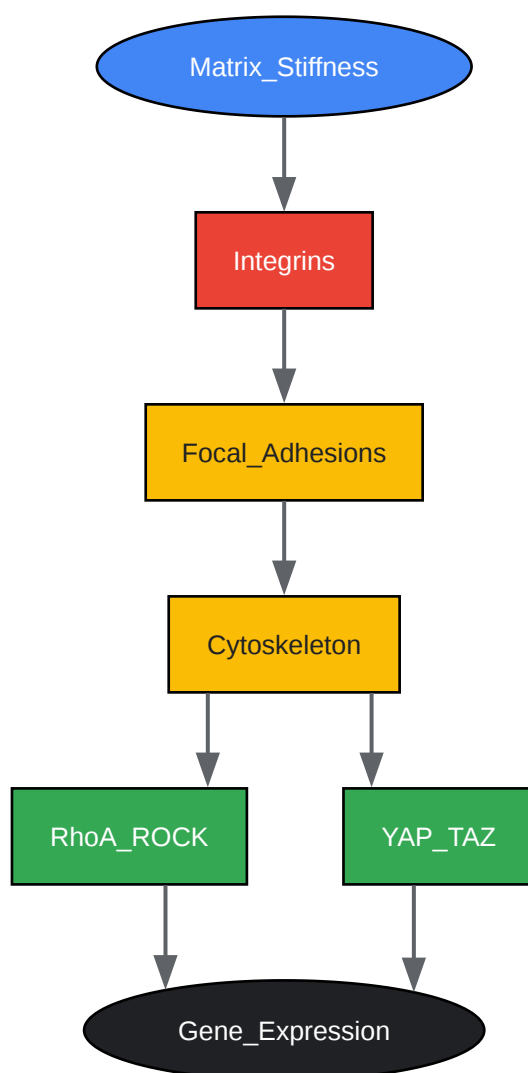 Matrix_Stiffness
Integrins
Focal_Adhesions
Cytoskeleton
RhoA_ROCK
YAP_TAZ
Gene_Expression